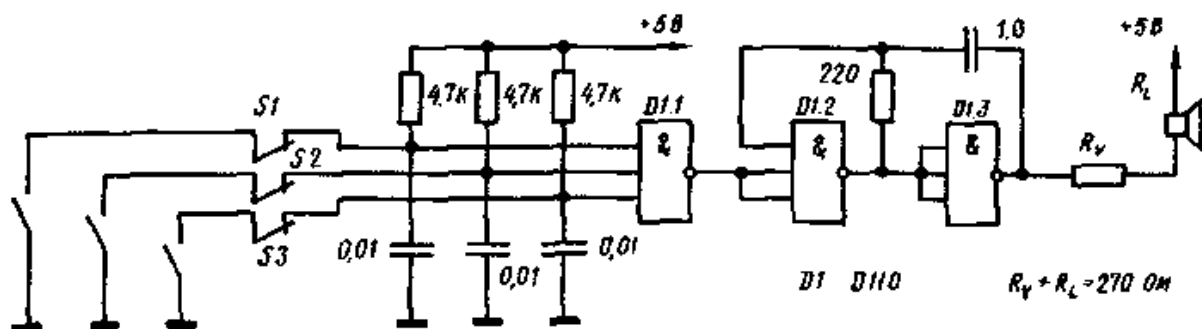 +5В
1,0
+5В
220
R_L
4,7к 4,7к 4,7к
D1.1
D1.2
D1.3
S1
&
&
&
S2
R_V
S3
0,01
0,01
0,01
D1 D110
R_V + R_L = 270 Ом